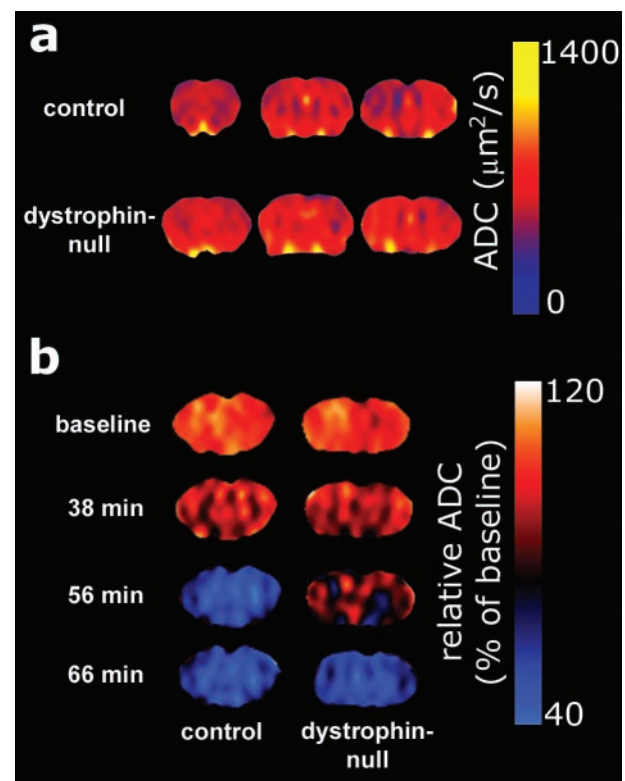 a
control
dystrophin-
null
1400
ADC (μm²/s)
0
b
baseline
38 min
56 min
66 min
control
dystrophin-
null
120
relative ADC
(% of baseline)
40